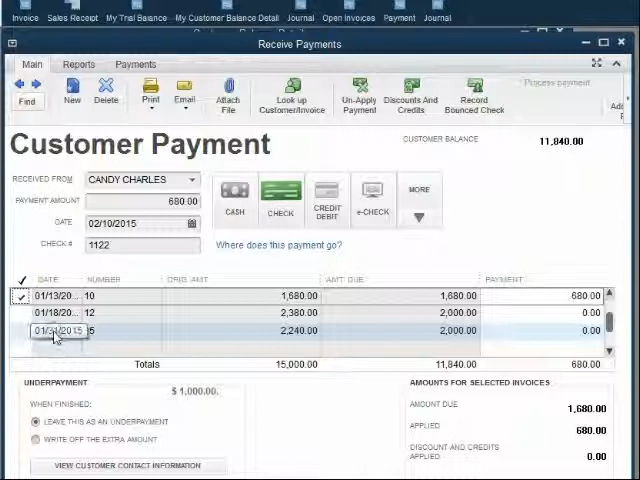 Invoice Sales Receipt My Trial Balance My Customer Balance Detail Journal Open Invoices Payment Journal
Receive Payments
Main Reports Payments
Find New Delete Print Email Attach File Look up Customer/Invoice Un-Apply Payment Discounts And Credits Record Bounced Check Process payment
Customer Payment
CUSTOMER BALANCE 11,840.00
RECEIVED FROM CANDY CHARLES
PAYMENT AMOUNT 680.00
DATE 02/10/2015
CHECK # 1122
CASH CHECK CREDIT DEBIT e-CHECK MORE
Where does this payment go?
DATE NUMBER ORIG. AMT. AMT. DUE PAYMENT
01/13/20... 10 1,680.00 1,680.00 680.00
01/18/20... 12 2,380.00 2,000.00 0.00
01/31/2015 2,240.00 2,000.00 0.00
Totals 15,000.00 11,840.00 680.00
UNDERPAYMENT $ 1,000.00.
WHEN FINISHED:
LEAVE THIS AS AN UNDERPAYMENT
WRITE OFF THE EXTRA AMOUNT
VIEW CUSTOMER CONTACT INFORMATION
AMOUNTS FOR SELECTED INVOICES
AMOUNT DUE 1,680.00
APPLIED 680.00
DISCOUNT AND CREDITS APPLIED 0.00